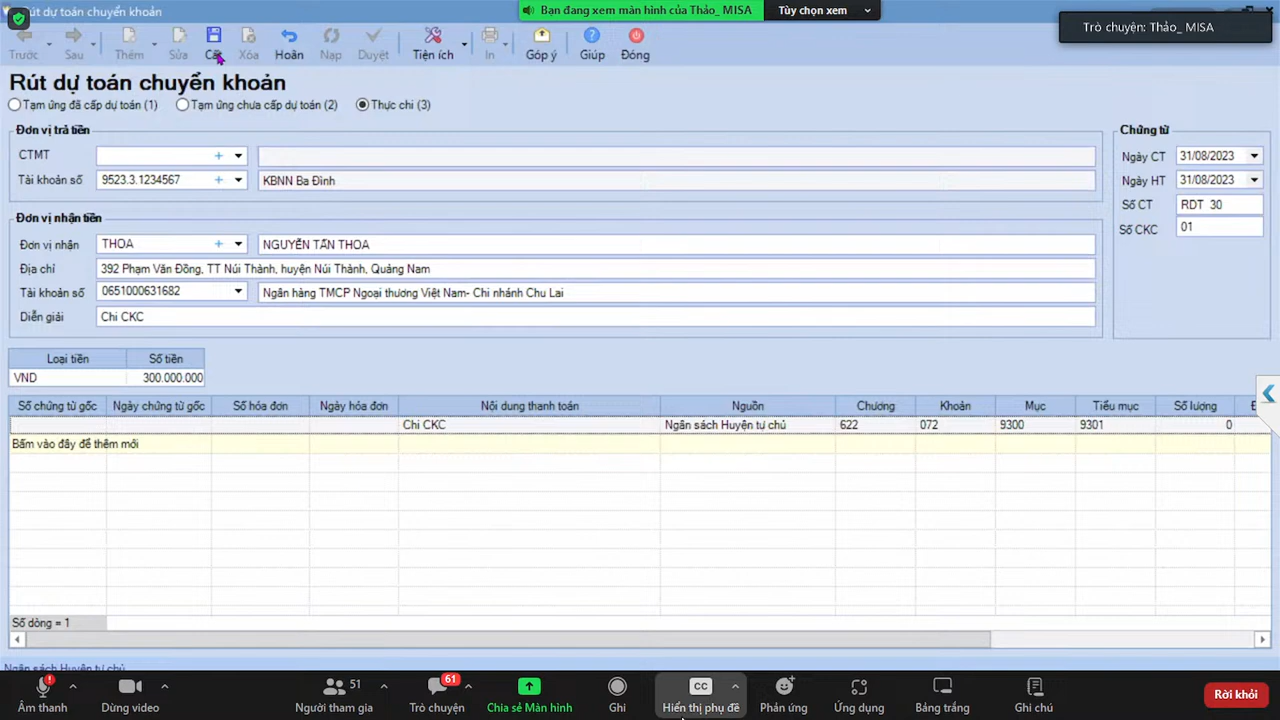 Rút dự toán chuyển khoản
Bạn đang xem màn hình của Thảo_ MISA
Tùy chọn xem
Trò chuyện: Thảo_ MISA
Trước
Sau
Thêm
Sửa
Cất
Xóa
Hoãn
Nạp
Duyệt
Tiện ích
In
Góp ý
Giúp
Đóng
Rút dự toán chuyển khoản
Tạm ứng đã cấp dự toán (1)
Tạm ứng chưa cấp dự toán (2)
Thực chi (3)
Đơn vị trả tiền
CTMT
Tài khoản số 9523.3.1234567 KBNN Ba Đình
Chứng từ
Ngày CT 31/08/2023
Ngày HT 31/08/2023
Số CT RDT 30
Số CKC 01
Đơn vị nhận tiền
Đơn vị nhận THOA NGUYỄN TẤN THOA
Địa chỉ 392 Phạm Văn Đồng, TT Núi Thành, huyện Núi Thành, Quảng Nam
Tài khoản số 0651000631682 Ngân hàng TMCP Ngoại thương Việt Nam- Chi nhánh Chu Lai
Diễn giải Chi CKC
Loại tiền Số tiền
VND 300.000.000
Số chứng từ gốc Ngày chứng từ gốc Số hóa đơn Ngày hóa đơn Nội dung thanh toán Nguồn Chương Khoản Mục Tiểu mục Số lượng
Chi CKC Ngân sách Huyện tự chủ 622 072 9300 9301 0
Bấm vào đây để thêm mới
Số dòng = 1
Ngân sách Huyện tự chủ
Âm thanh
Dừng video
51
Người tham gia
61
Trò chuyện
Chia sẻ Màn hình
Ghi
CC
Hiển thị phụ đề
Phản ứng
Ứng dụng
Bảng trắng
Ghi chú
Rời khỏi